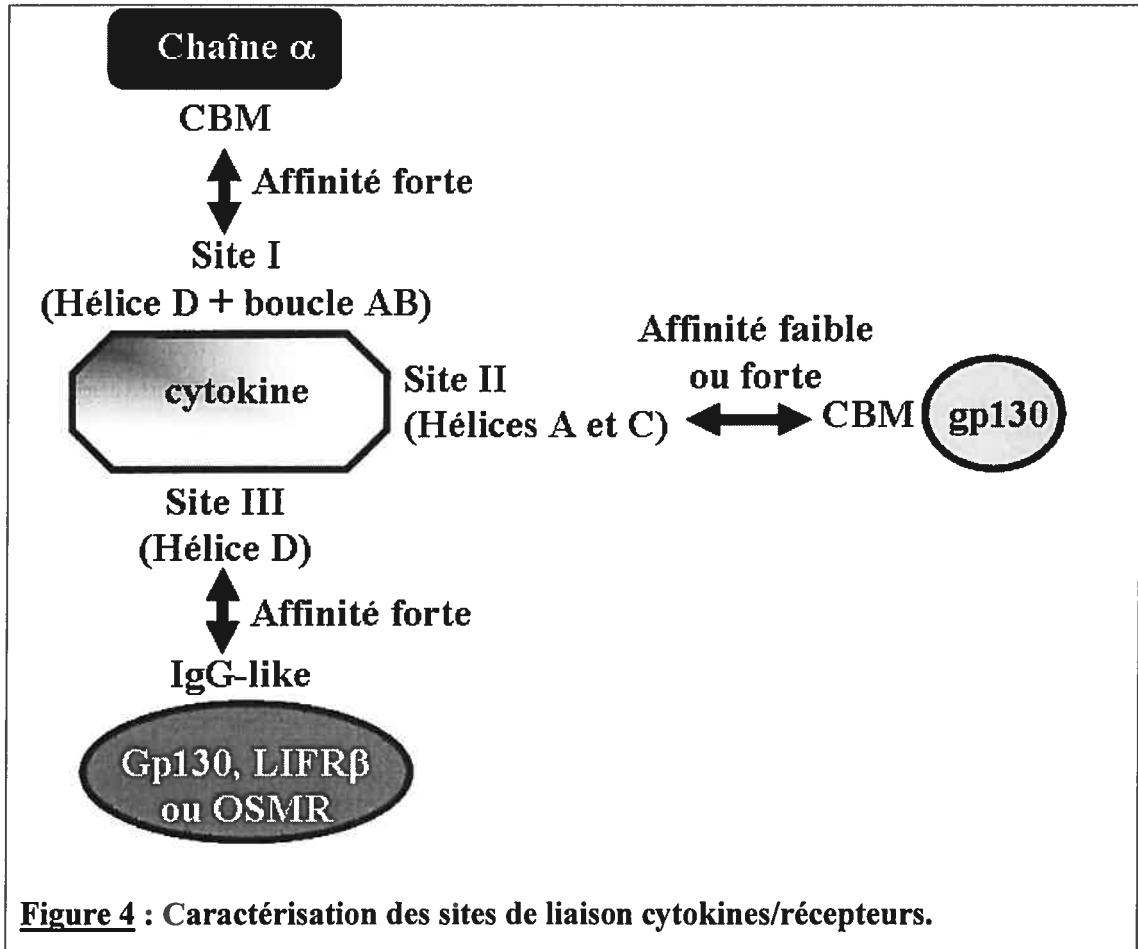 Chaîne α
CBM
Affinité forte
Site I
(Hélice D + boucle AB)
cytokine
Site II
(Hélices A et C)
Affinité faible
ou forte
CBM
gp130
Site III
(Hélice D)
Affinité forte
IgG-like
Gp130, LIFRβ
ou OSMR
Figure 4 : Caractérisation des sites de liaison cytokines/récepteurs.